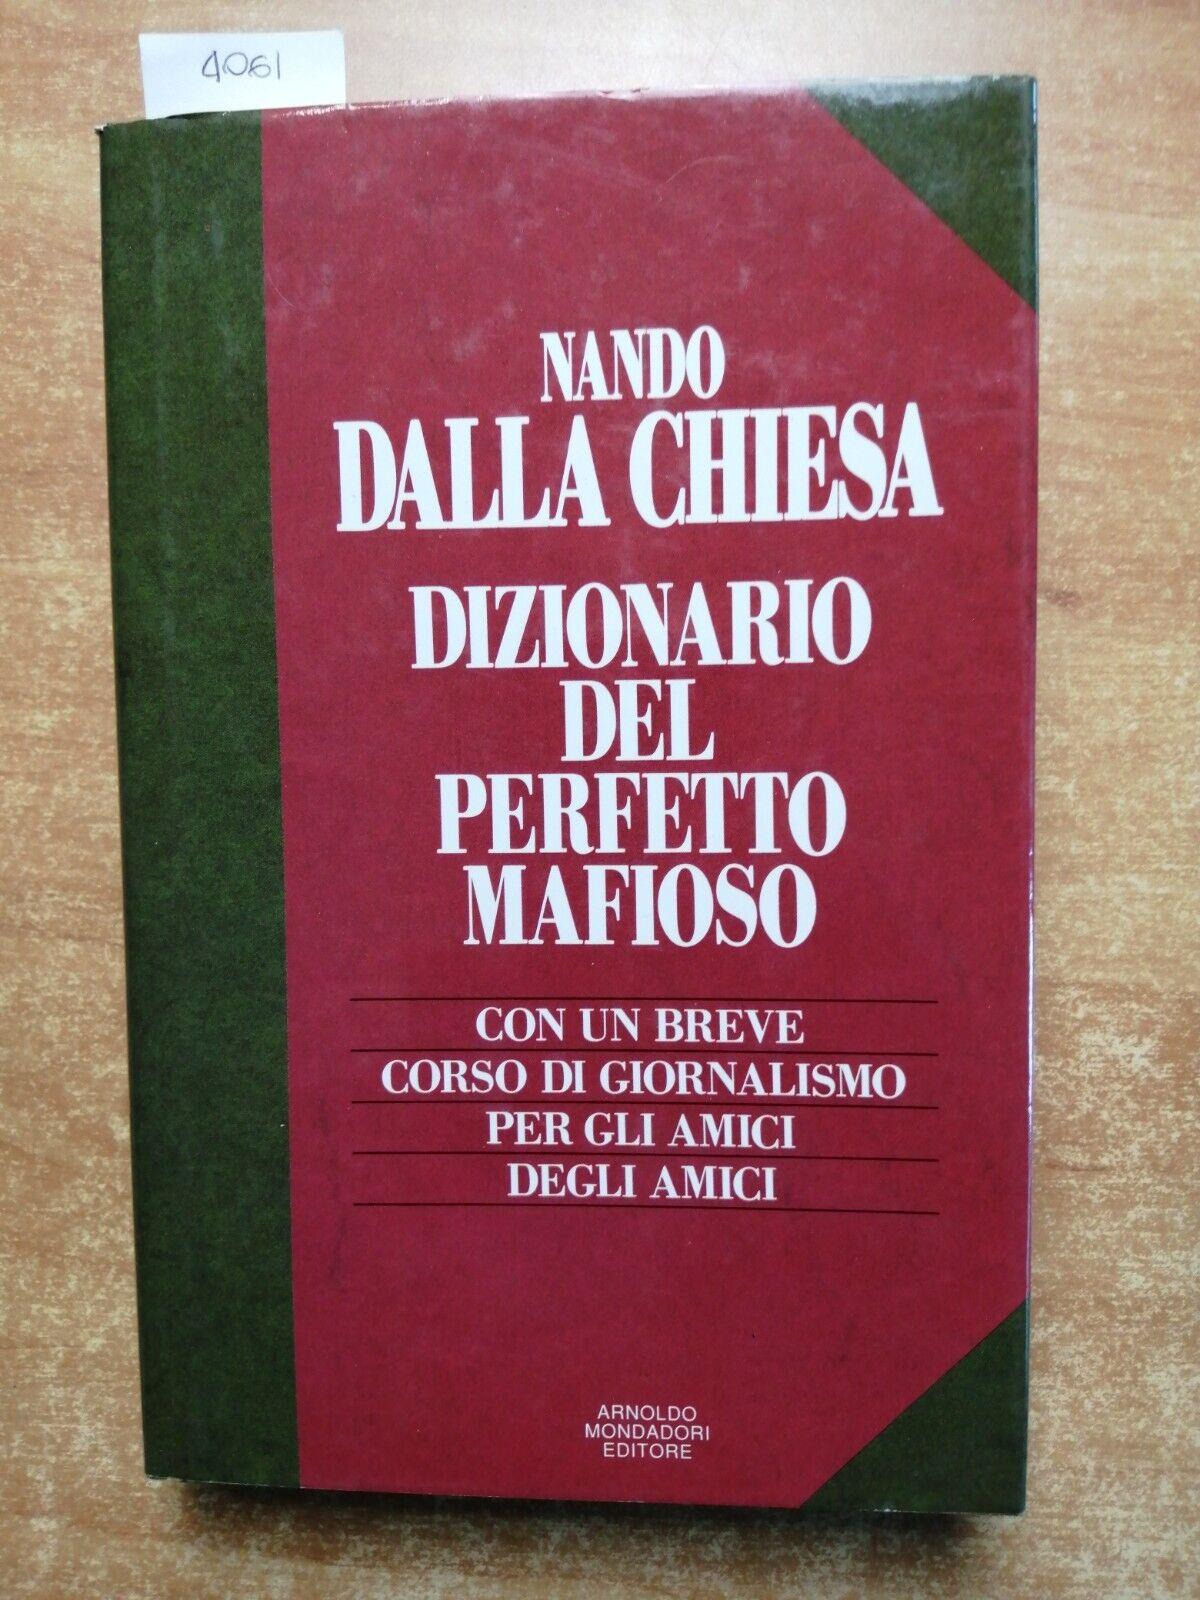 4061
NANDO
DALLA CHIESA
DIZIONARIO
DEL
PERFETTO
MAFIOSO
CON UN BREVE
CORSO DI GIORNALISMO
PER GLI AMICI
DEGLI AMICI
ARNOLDO
MONDADORI
EDITORE